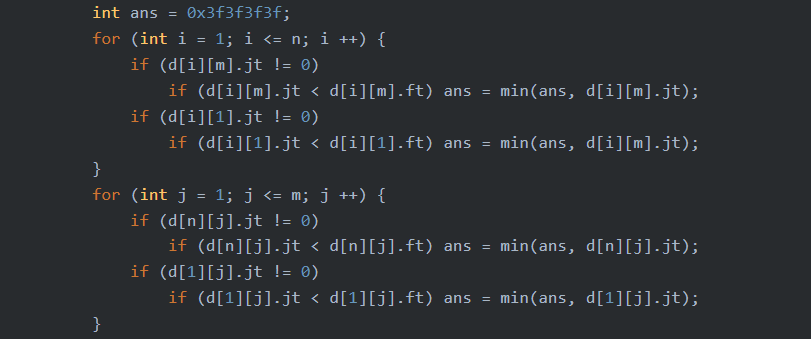 int ans = 0x3f3f3f3f;
for (int i = 1; i <= n; i ++) {
    if (d[i][m].jt != 0)
        if (d[i][m].jt < d[i][m].ft) ans = min(ans, d[i][m].jt);
    if (d[i][1].jt != 0)
        if (d[i][1].jt < d[i][1].ft) ans = min(ans, d[i][m].jt);
}
for (int j = 1; j <= m; j ++) {
    if (d[n][j].jt != 0)
        if (d[n][j].jt < d[n][j].ft) ans = min(ans, d[n][j].jt);
    if (d[1][j].jt != 0)
        if (d[1][j].jt < d[1][j].ft) ans = min(ans, d[1][j].jt);
}